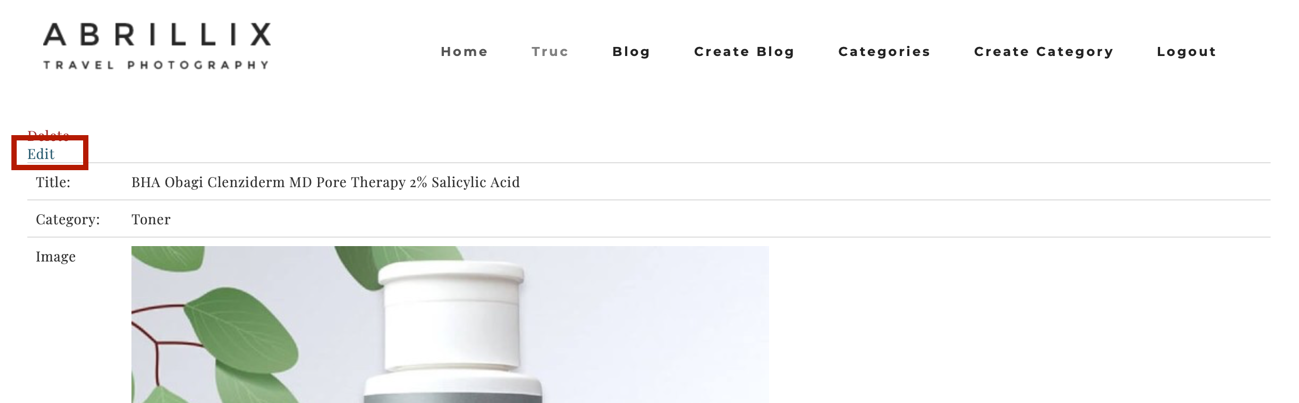 ABRILLIX
TRAVEL PHOTOGRAPHY
Home Truc Blog Create Blog Categories Create Category Logout
Delete
Edit
Title: BHA Obagi Clenziderm MD Pore Therapy 2% Salicylic Acid
Category: Toner
Image